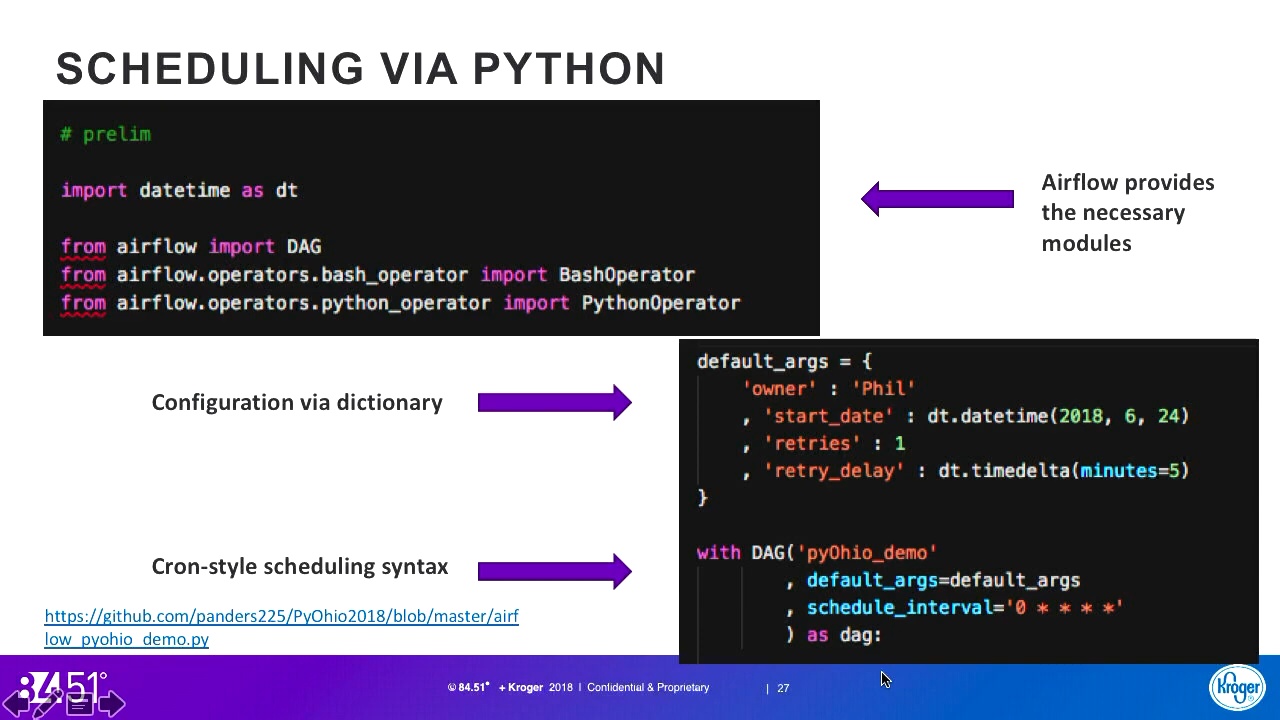 SCHEDULING VIA PYTHON
# prelim
import datetime as dt
from airflow import DAG
from airflow.operators.bash_operator import BashOperator
from airflow.operators.python_operator import PythonOperator
Airflow provides
the necessary
modules
Configuration via dictionary
default_args = {
'owner' : 'Phil'
, 'start_date' : dt.datetime(2018, 6, 24)
, 'retries' : 1
, 'retry_delay' : dt.timedelta(minutes=5)
}
Cron-style scheduling syntax
with DAG('pyOhio_demo'
, default_args=default_args
, schedule_interval='0 * * * *'
) as dag:
https://github.com/panders225/PyOhio2018/blob/master/airf
low_pyohio_demo.py
84.51°
© 84.51° + Kroger 2018 | Confidential & Proprietary | 27
Kroger